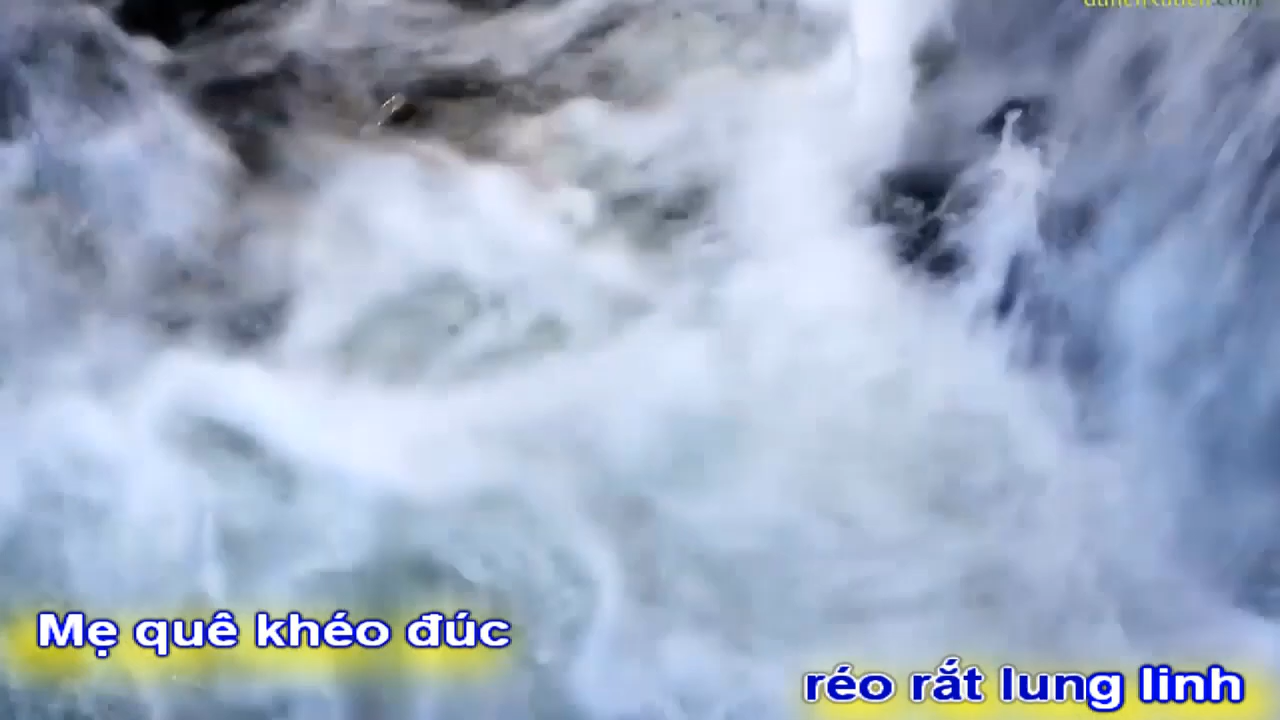 Mẹ quê khéo đúc
réo rắt lung linh